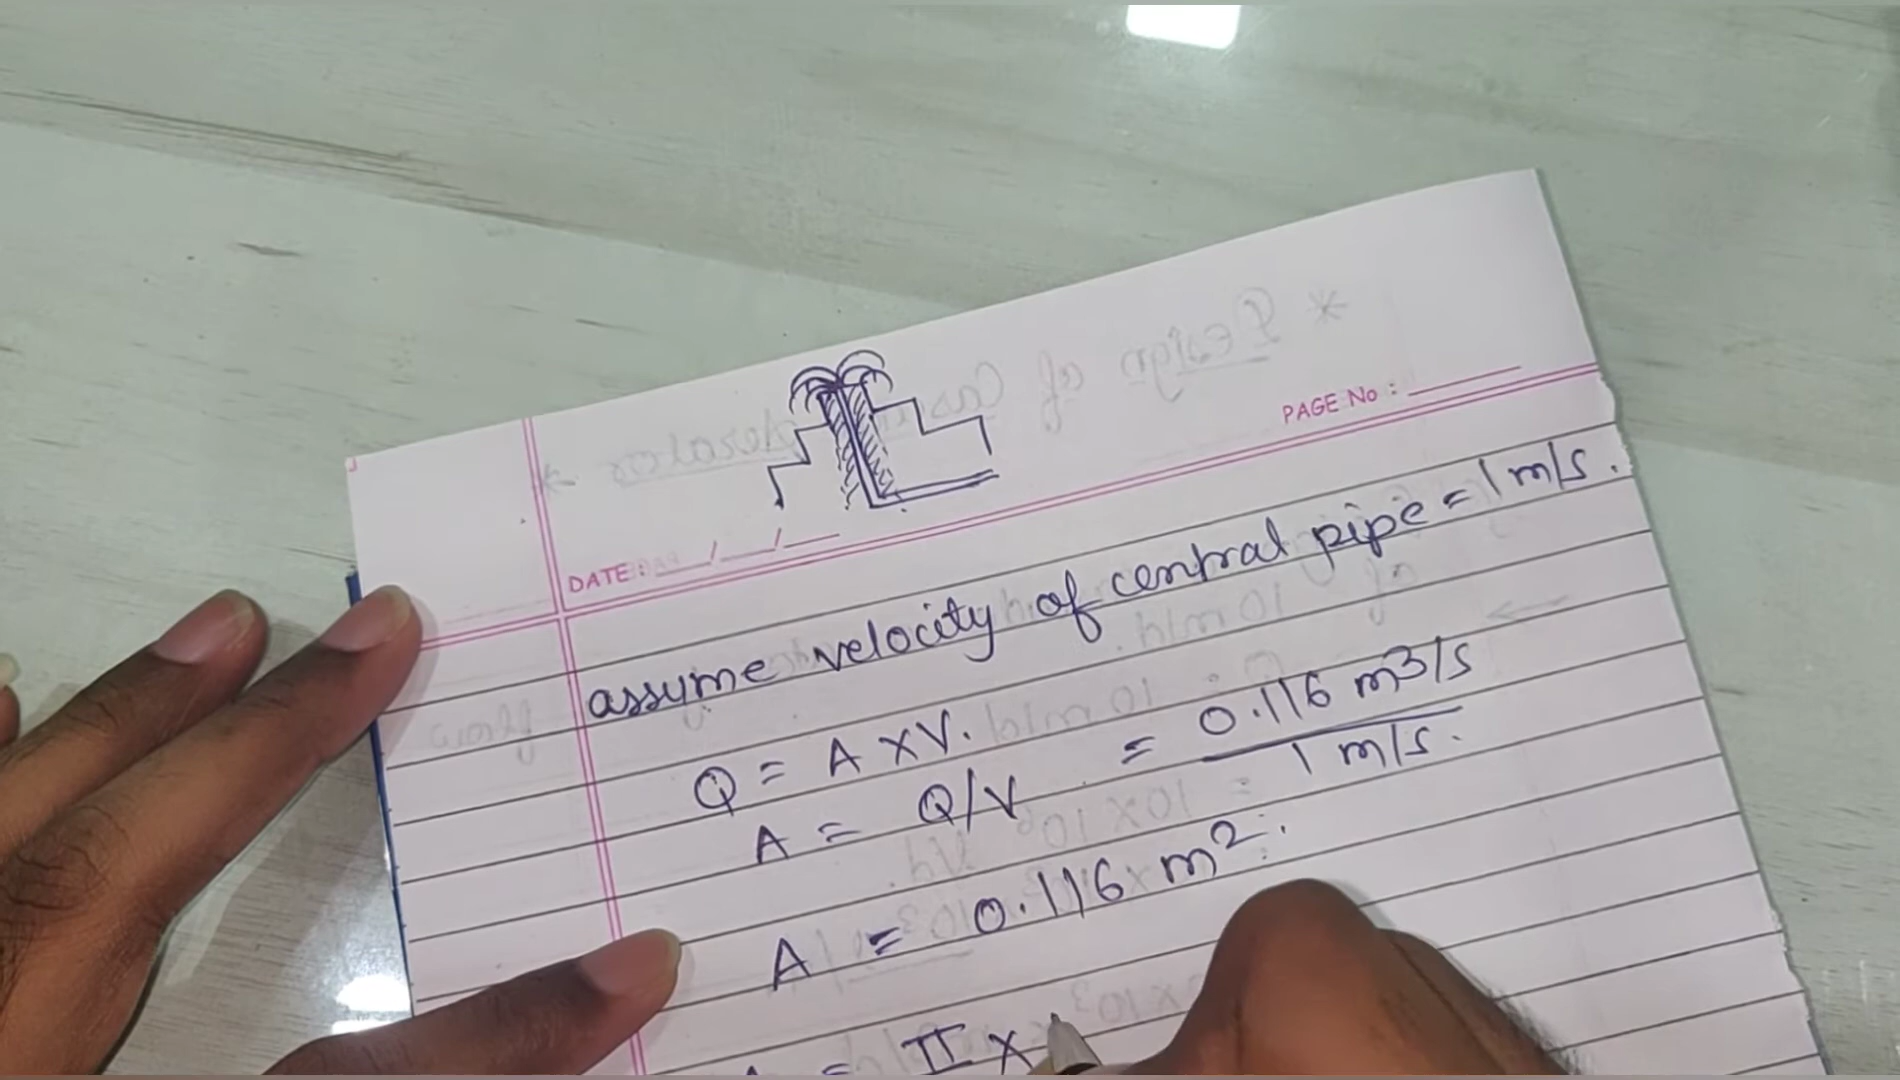 PAGE No :
DATE : / /
assume velocity of central pipe = 1 m/s.
Q = A x V.
A = Q/V = 0.116 m3/s
1 m/s.
A = 0.116 m2.
= π x